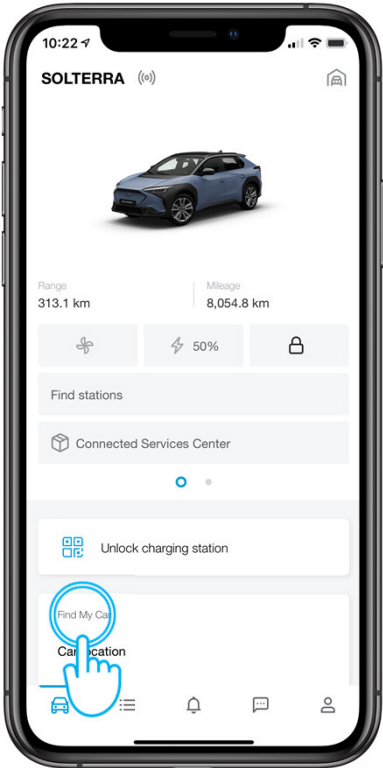 10:22
SOLTERRA
Range
Mileage
313.1 km
8,054.8 km
50%
Find stations
Connected Services Center
Unlock charging station
Find My Car
Car location